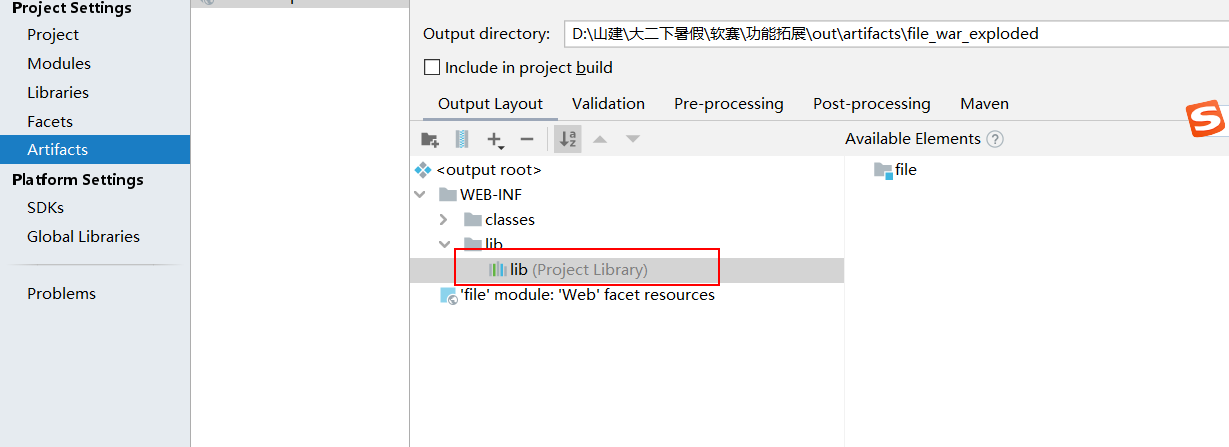 Project Settings
Project
Modules
Libraries
Facets
Artifacts
Platform Settings
SDKs
Global Libraries
Problems
Output directory: D:\山建\大二下暑假\软赛\功能拓展\out\artifacts\file_war_exploded
Include in project build
Output Layout Validation Pre-processing Post-processing Maven
Available Elements ?
<output root>
WEB-INF
classes
lib
lib (Project Library)
'file' module: 'Web' facet resources
file